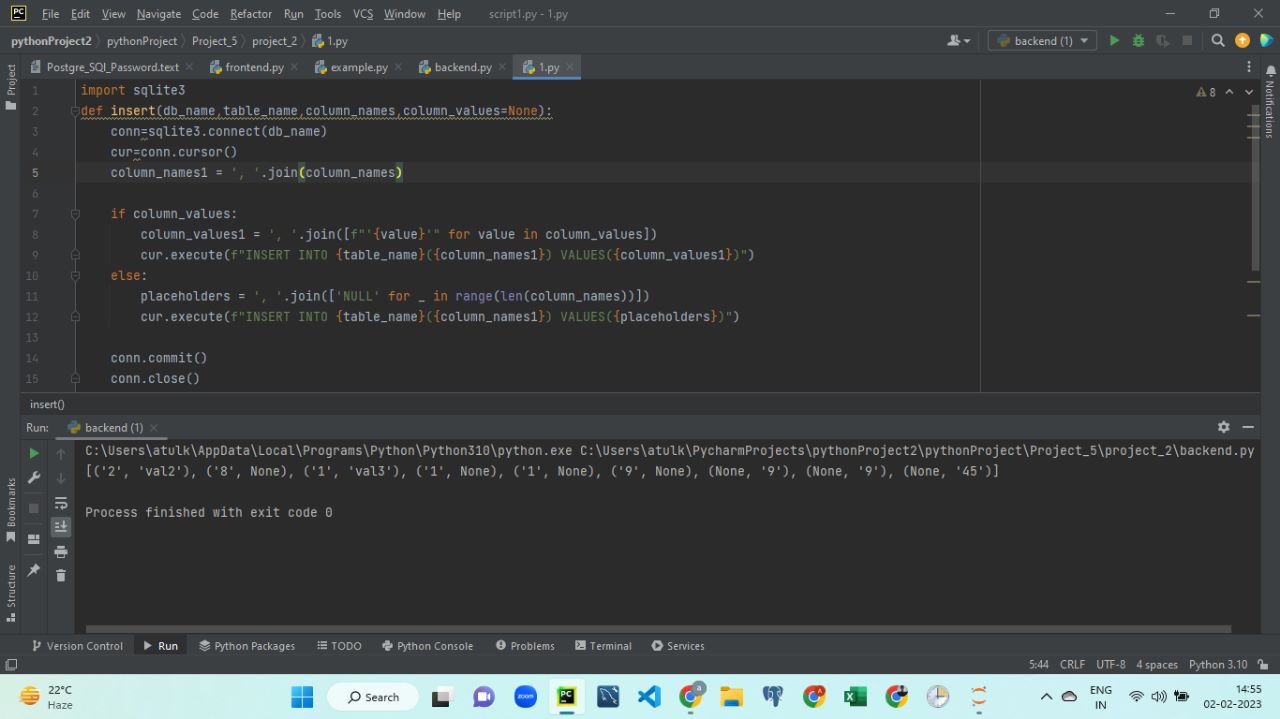 PC File Edit View Navigate Code Refactor Run Tools VCS Window Help script1.py - 1.py
pythonProject2 pythonProject Project_5 project_2 1.py backend (1)
Project
Postgre_SQl_Password.text frontend.py example.py backend.py 1.py
Notifications
8
1 import sqlite3
2 def insert(db_name,table_name,column_names,column_values=None):
3 conn=sqlite3.connect(db_name)
4 cur=conn.cursor()
5 column_names1 = ', '.join(column_names)
6
7 if column_values:
8 column_values1 = ', '.join([f"'{value}'" for value in column_values])
9 cur.execute(f"INSERT INTO {table_name}({column_names1}) VALUES({column_values1})")
10 else:
11 placeholders = ', '.join(['NULL' for _ in range(len(column_names))])
12 cur.execute(f"INSERT INTO {table_name}({column_names1}) VALUES({placeholders})")
13
14 conn.commit()
15 conn.close()
insert()
Run: backend (1)
C:\Users\atulk\AppData\Local\Programs\Python\Python310\python.exe C:\Users\atulk\PycharmProjects\pythonProject2\pythonProject\Project_5\project_2\backend.py
[('2', 'val2'), ('8', None), ('1', 'val3'), ('1', None), ('1', None), ('9', None), (None, '9'), (None, '9'), (None, '45')]
Process finished with exit code 0
Bookmarks
Structure
Version Control Run Python Packages TODO Python Console Problems Terminal Services
5:44 CRLF UTF-8 4 spaces Python 3.10
22°C
Haze
Search
zoom
PC
ENG
IN
14:55
02-02-2023